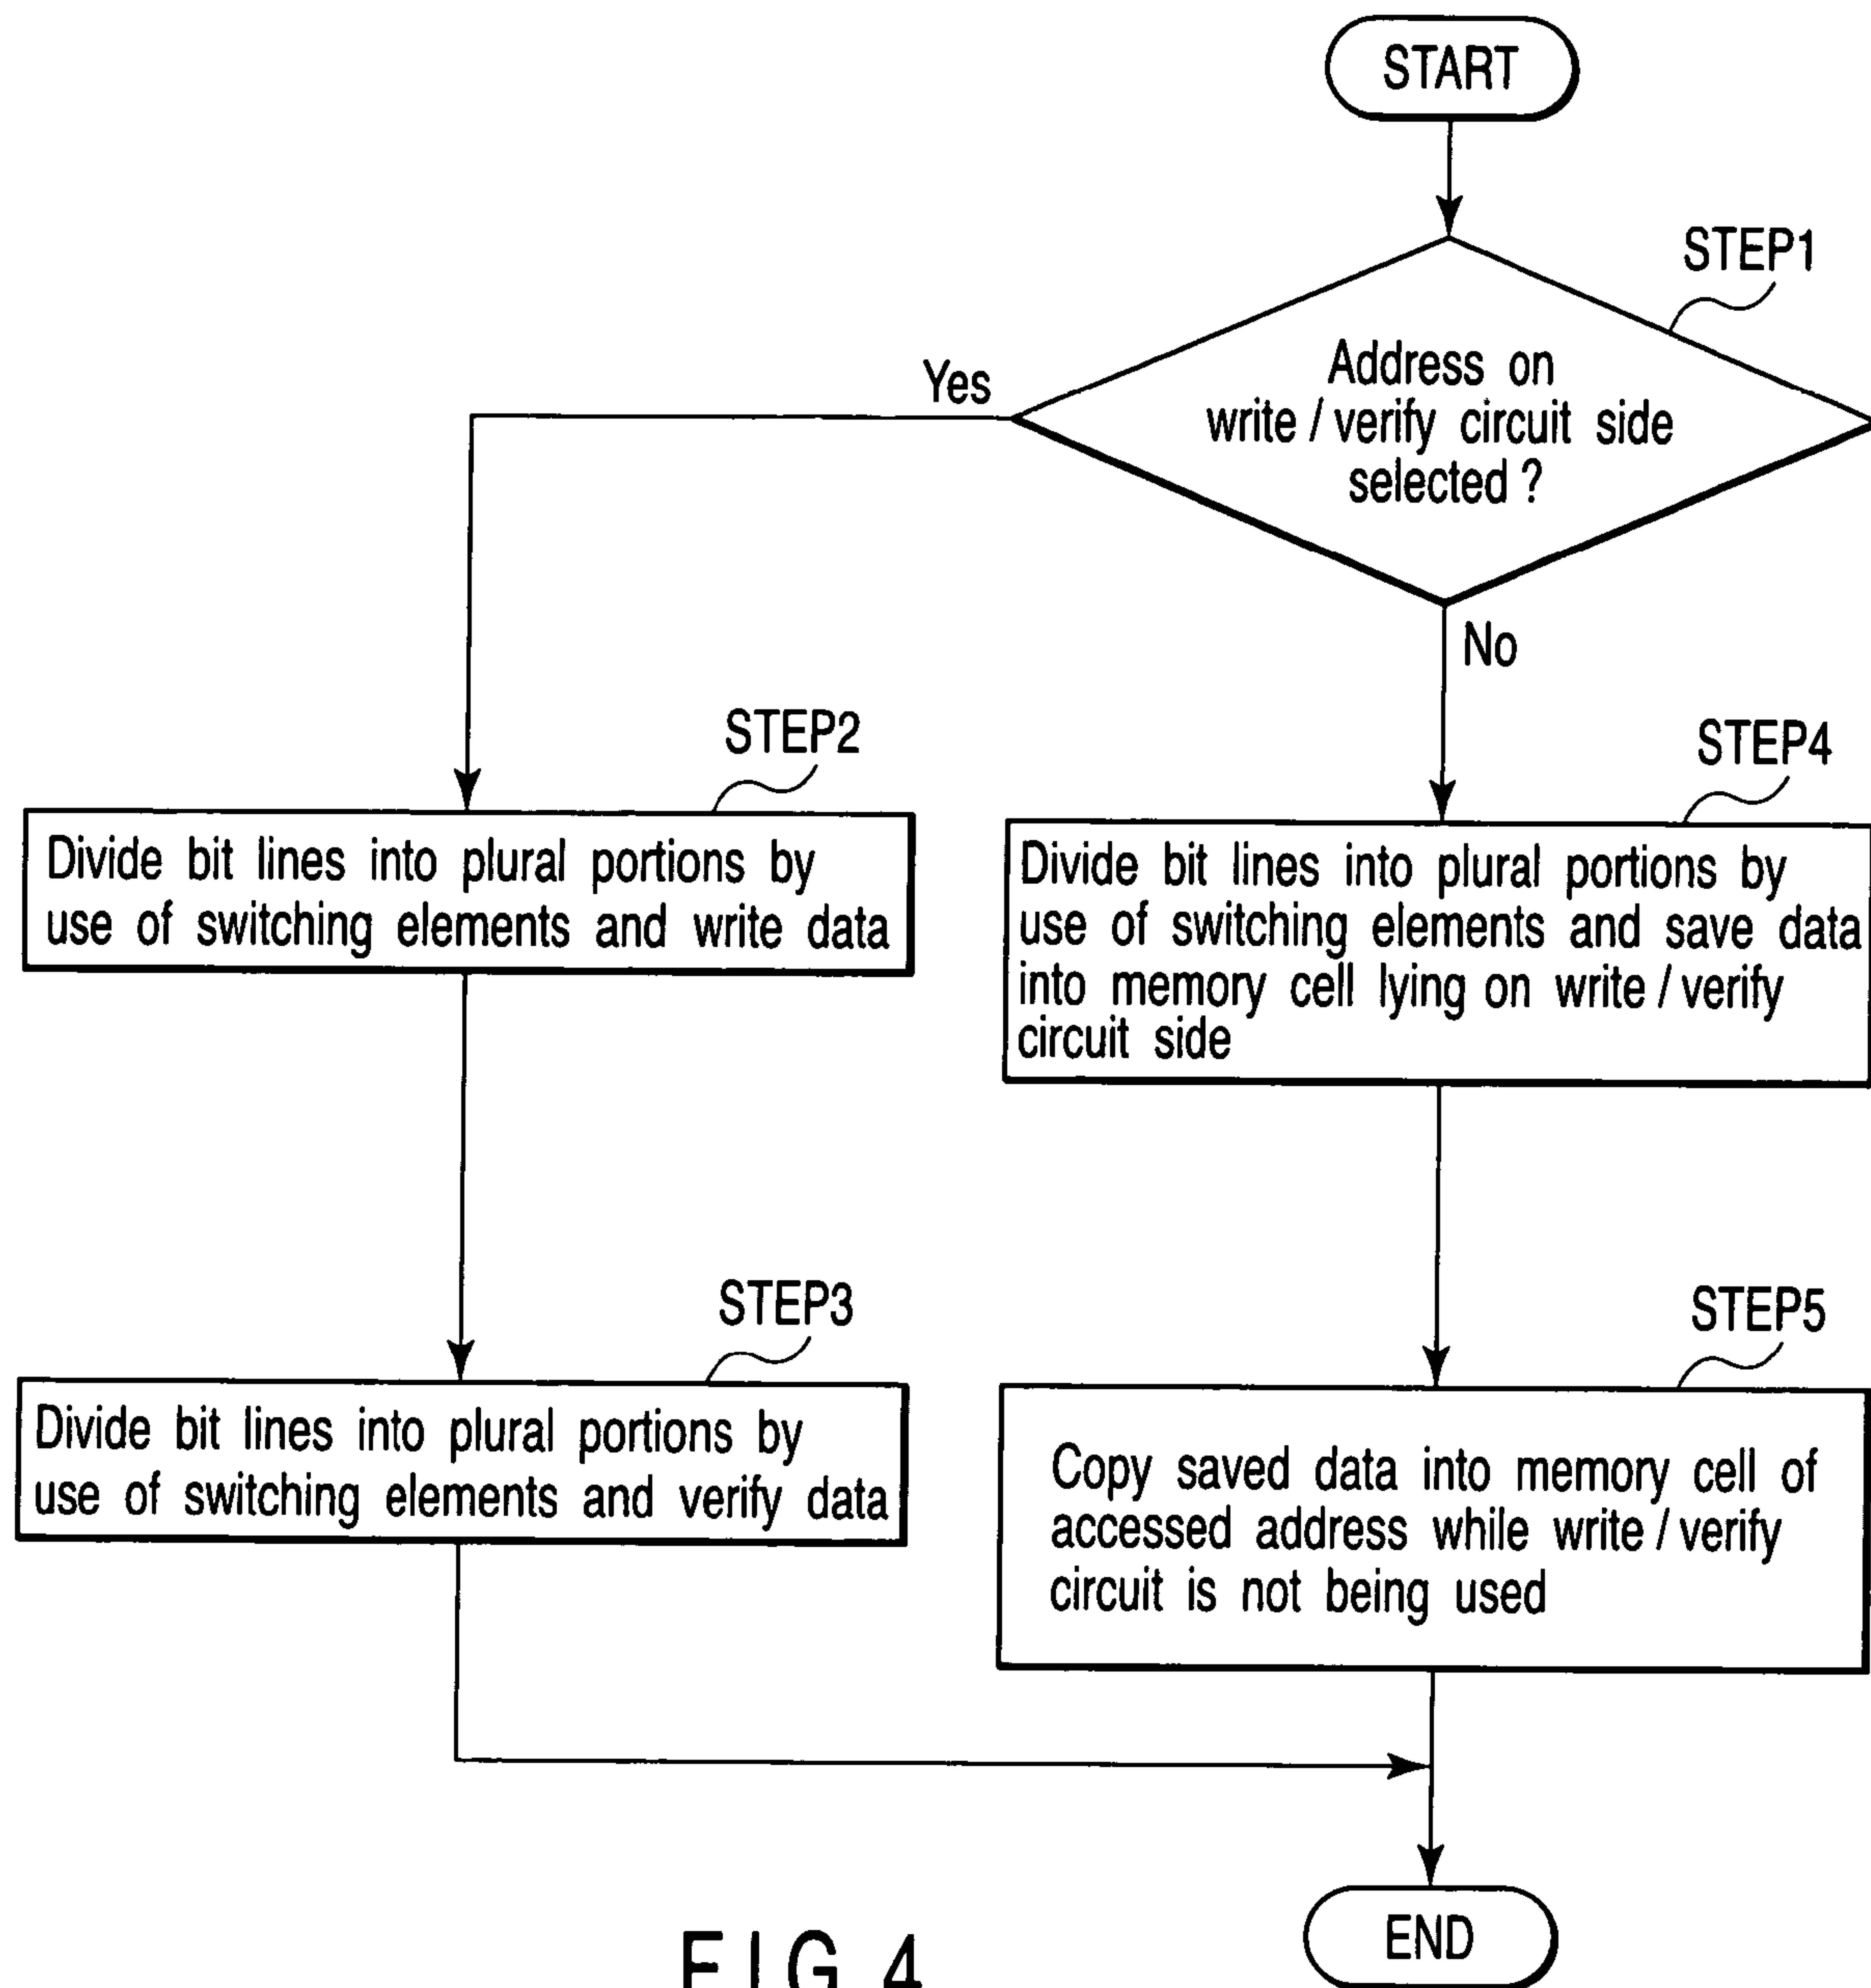 START
STEP1
Address on
write / verify circuit side
selected ?
Yes
No
STEP2
Divide bit lines into plural portions by
use of switching elements and write data
STEP4
Divide bit lines into plural portions by
use of switching elements and save data
into memory cell lying on write / verify
circuit side
STEP3
Divide bit lines into plural portions by
use of switching elements and verify data
STEP5
Copy saved data into memory cell of
accessed address while write / verify
circuit is not being used
END
FIG. 4